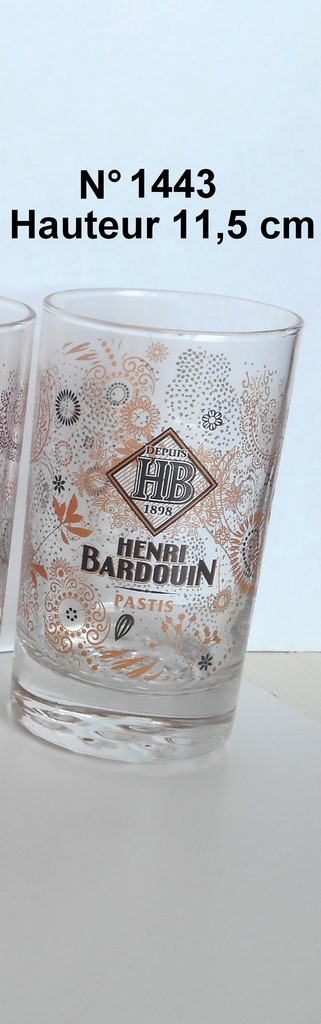 N° 1443
Hauteur 11,5 cm
DEPUIS
HB
1898
HENRI
BARDOUIN
PASTIS